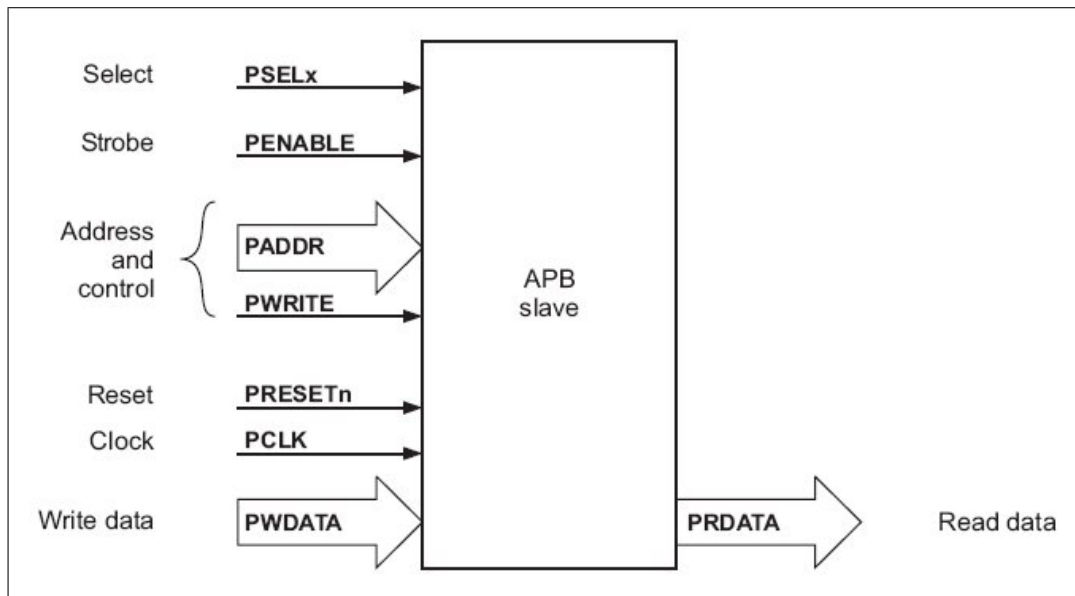 Select PSELx
Strobe PENABLE
Address
and
control
PADDR
PWRITE
APB
slave
Reset PRESETn
Clock PCLK
Write data PWDATA
PRDATA Read data